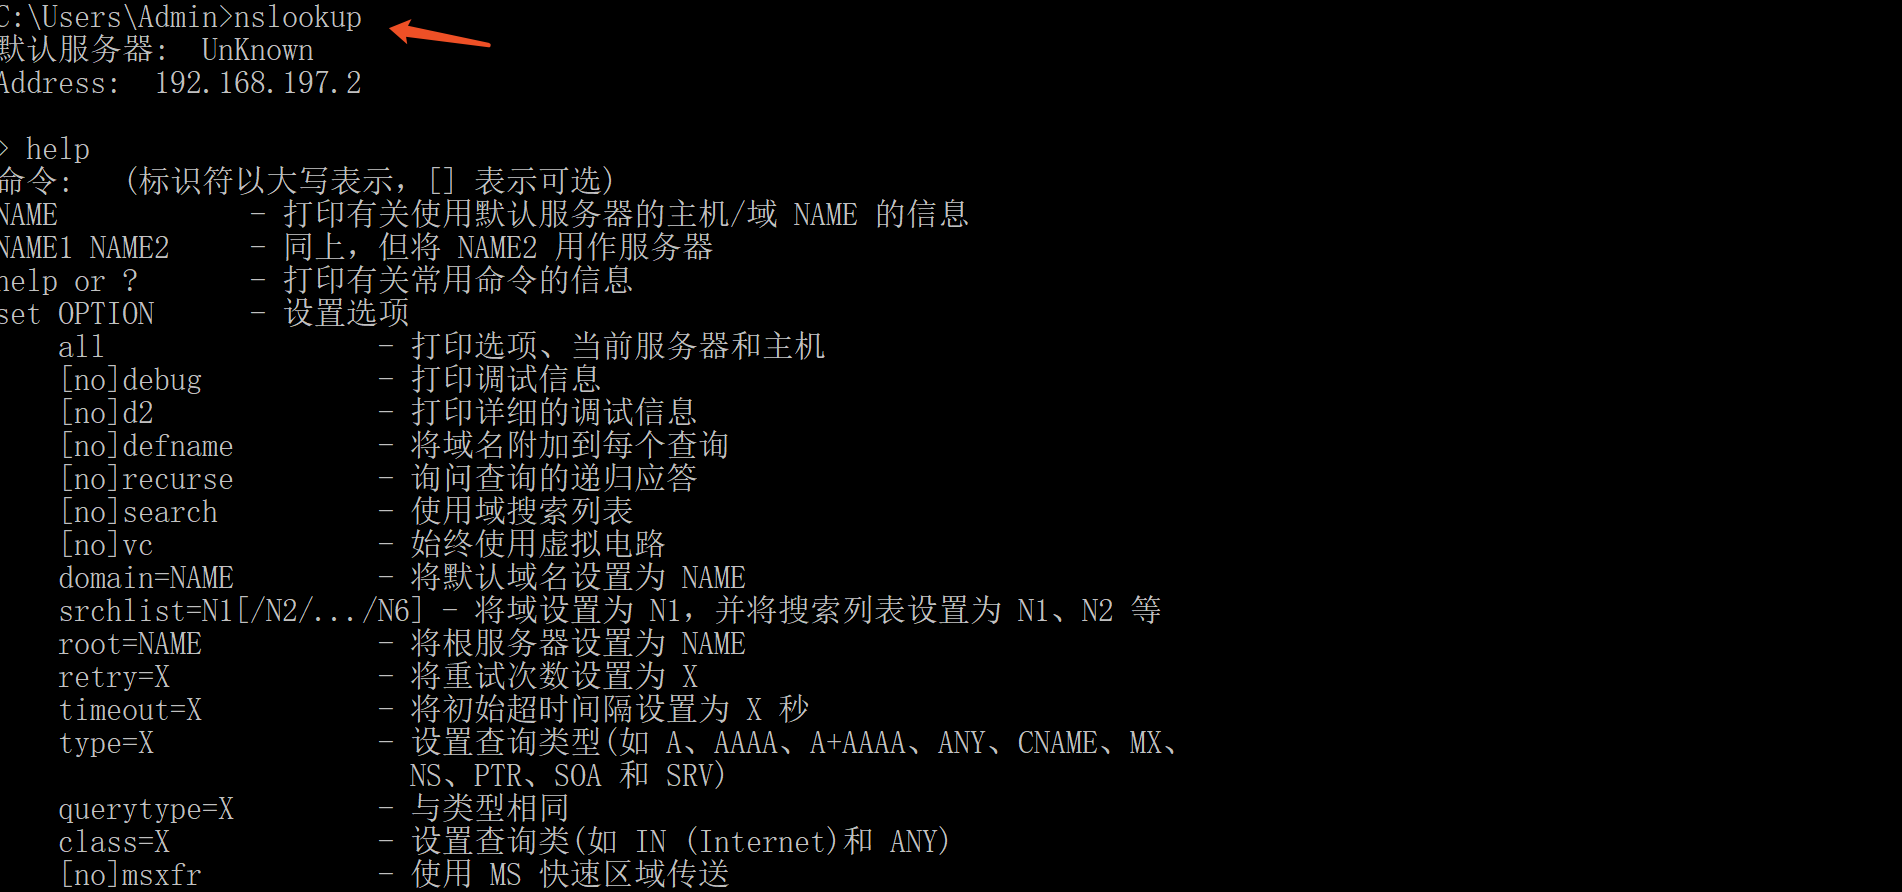 C:\Users\Admin>nslookup
默认服务器:  UnKnown
Address:  192.168.197.2
> help
命令:   (标识符以大写表示，[] 表示可选)
NAME            - 打印有关使用默认服务器的主机/域 NAME 的信息
NAME1 NAME2     - 同上，但将 NAME2 用作服务器
help or ?       - 打印有关常用命令的信息
set OPTION      - 设置选项
    all                 - 打印选项、当前服务器和主机
    [no]debug           - 打印调试信息
    [no]d2              - 打印详细的调试信息
    [no]defname         - 将域名附加到每个查询
    [no]recurse         - 询问查询的递归应答
    [no]search          - 使用域搜索列表
    [no]vc              - 始终使用虚拟电路
    domain=NAME         - 将默认域名设置为 NAME
    srchlist=N1[/N2/.../N6] - 将域设置为 N1，并将搜索列表设置为 N1、N2 等
    root=NAME           - 将根服务器设置为 NAME
    retry=X             - 将重试次数设置为 X
    timeout=X           - 将初始超时间隔设置为 X 秒
    type=X              - 设置查询类型(如 A、AAAA、A+AAAA、ANY、CNAME、MX、
                          NS、PTR、SOA 和 SRV)
    querytype=X         - 与类型相同
    class=X             - 设置查询类(如 IN (Internet)和 ANY)
    [no]msxfr           - 使用 MS 快速区域传送